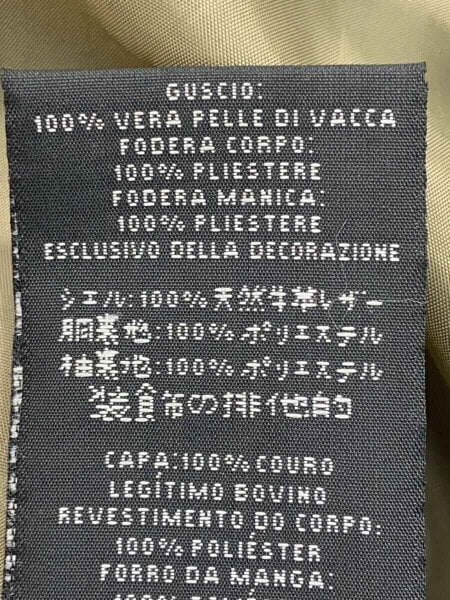 GUSCIO:
100% VERA PELLE DI VACCA
FODERA CORPO:
100% PLIESTERE
FODERA MANICA:
100% PLIESTERE
ESCLUSIVO DELLA DECORAZIONE
シエル:100%天然牛革レザー
胴裏地:100%ポリエステル
袖裏地:100%ポリエステル
装飾布の排他的
CAPA:100% COURO
LEGÍTIMO BOVINO
REVESTIMENTO DO CORPO:
100% POLIÉSTER
FORRO DA MANGA: